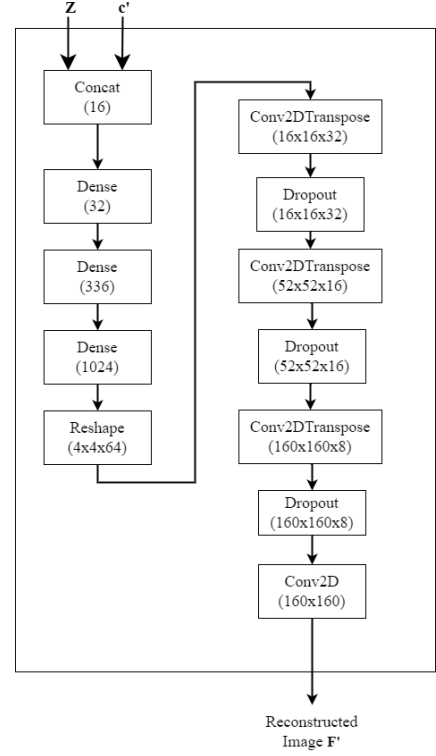 Z c'
Concat
(16)
Dense
(32)
Dense
(336)
Dense
(1024)
Reshape
(4x4x64)
Conv2DTranspose
(16x16x32)
Dropout
(16x16x32)
Conv2DTranspose
(52x52x16)
Dropout
(52x52x16)
Conv2DTranspose
(160x160x8)
Dropout
(160x160x8)
Conv2D
(160x160)
Reconstructed
Image F'